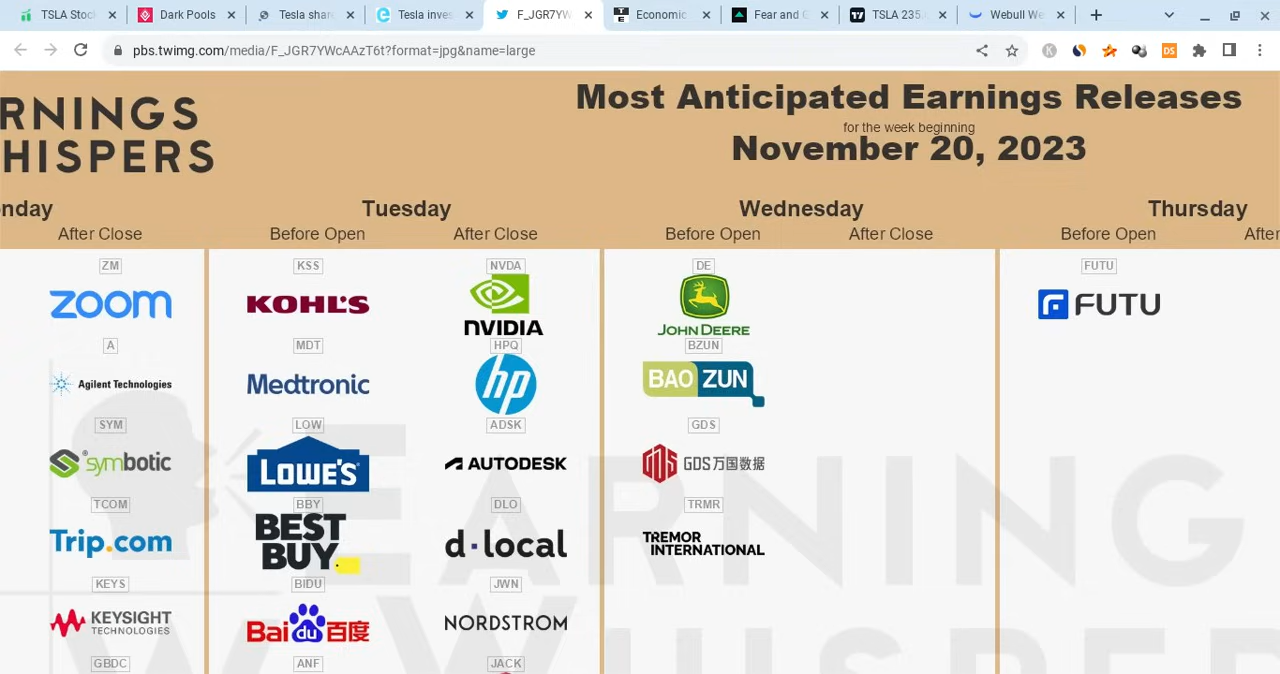 TSLA Stoc
Dark Pools
Tesla shar
Tesla inves
F_JGR7YW
Economic
Fear and G
TSLA 235.
Webull We
pbs.twimg.com/media/F_JGR7YWcAAzT6t?format=jpg&name=large
K
DS
RNINGS
HISPERS
Most Anticipated Earnings Releases
for the week beginning
November 20, 2023
nday
Tuesday
Wednesday
Thursday
After Close
Before Open
After Close
Before Open
After Close
Before Open
After
ZM
KSS
NVDA
DE
FUTU
zoom
KOHL'S
NVIDIA
JOHN DEERE
FUTU
A
MDT
HPQ
BZUN
Agilent Technologies
Medtronic
hp
BAOZUN
SYM
LOW
ADSK
GDS
symbotic
LOWE'S
AUTODESK
GDS万国数据
TCOM
BBY
DLO
TRMR
Trip.com
BEST
BUY
d·local
TREMOR
INTERNATIONAL
KEYS
BIDU
JWN
KEYSIGHT
TECHNOLOGIES
Bai du 百度
NORDSTROM
GBDC
ANF
JACK
EARNING
WHISPER